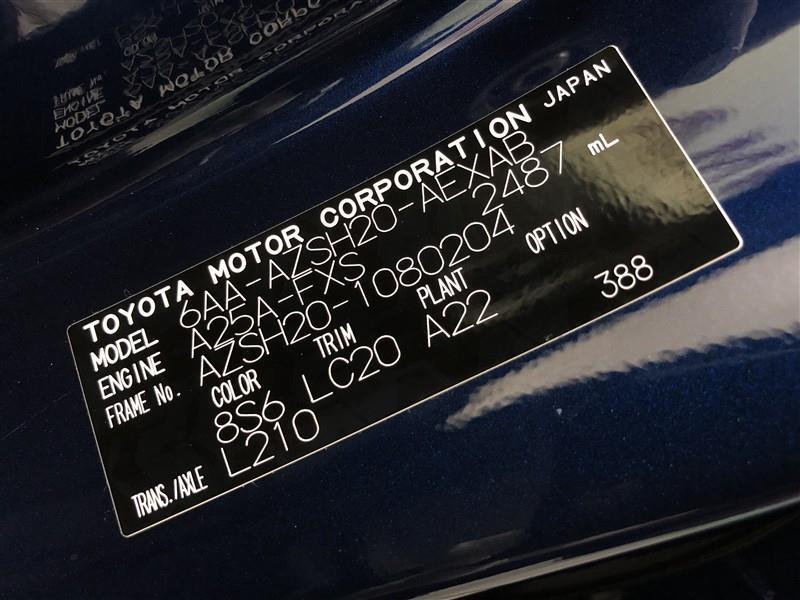 TOYOTA MOTOR CORPORATION JAPAN
MODEL 6AA-AZSH20-AEXAB
ENGINE A25A-FXS 2487 mL
FRAME No. AZSH20-1080204
COLOR TRIM PLANT OPTION
8S6 LC20 A22 388
TRANS./AXLE L210